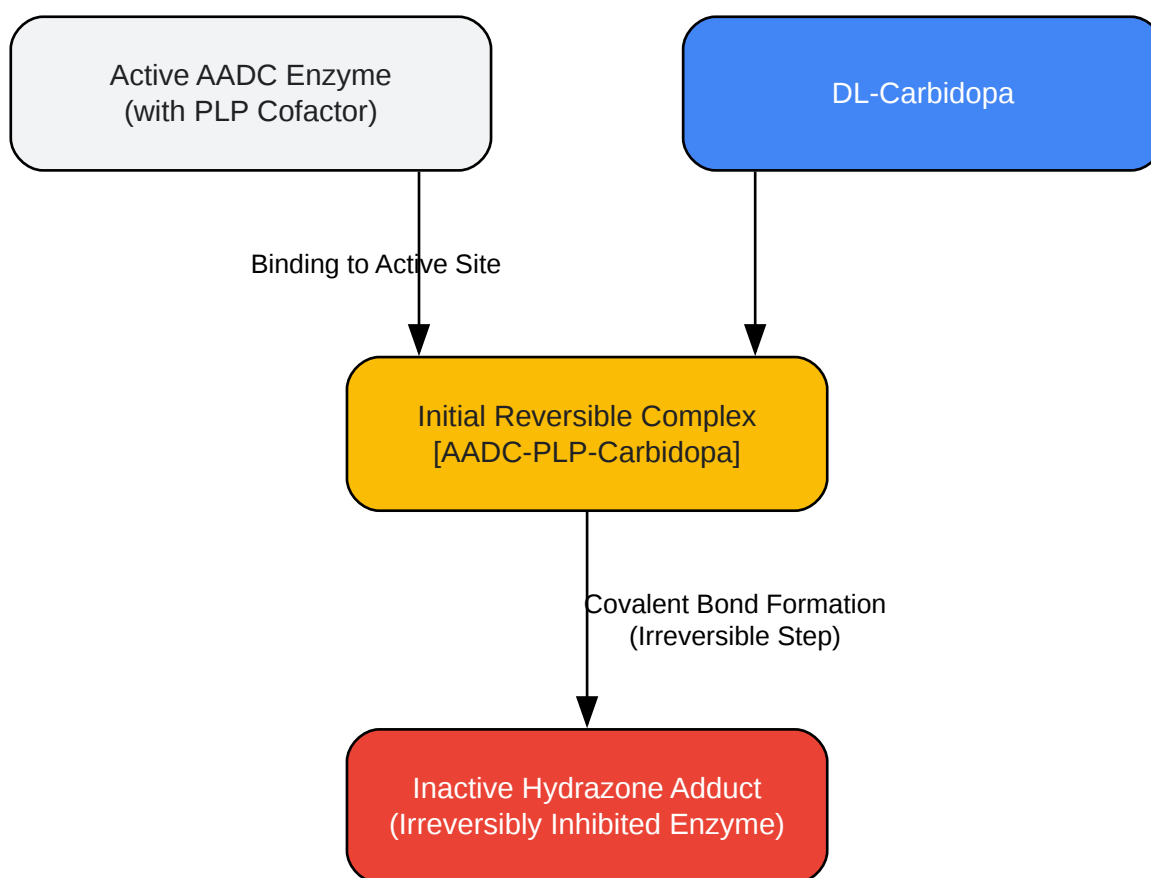 Active AADC Enzyme
(with PLP Cofactor)
DL-Carbidopa
Binding to Active Site
Initial Reversible Complex
[AADC-PLP-Carbidopa]
Covalent Bond Formation
(Irreversible Step)
Inactive Hydrazone Adduct
(Irreversibly Inhibited Enzyme)